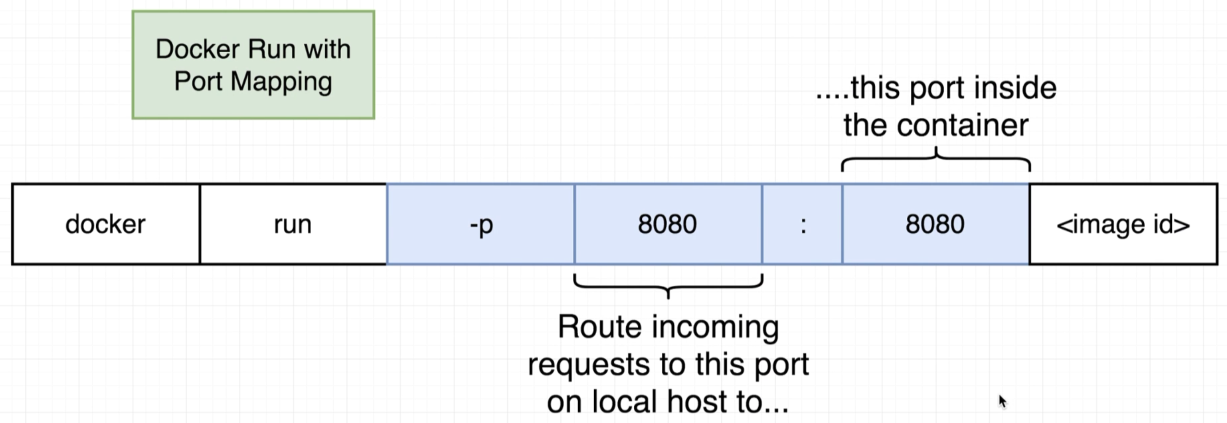 Docker Run with
Port Mapping
....this port inside
the container
docker run -p 8080 : 8080 <image id>
Route incoming
requests to this port
on local host to...